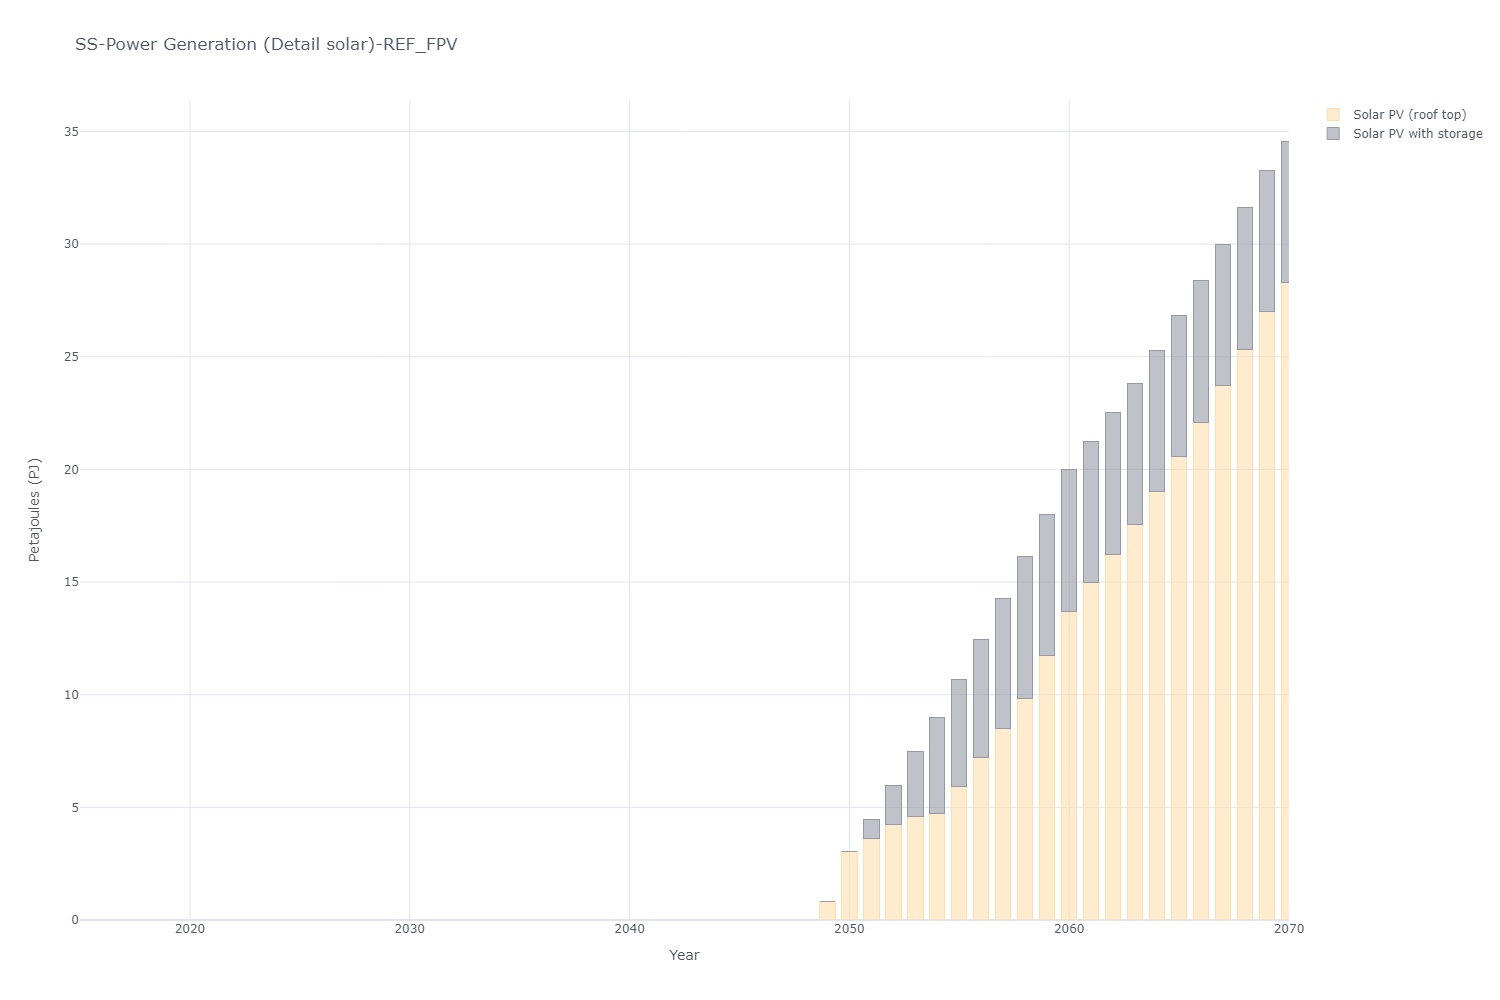 SS-Power Generation (Detail solar)-REF_FPV
Solar PV (roof top)
Solar PV with storage
35
30
25
20
15
10
5
0
Petajoules (PJ)
2020
2030
2040
2050
2060
2070
Year